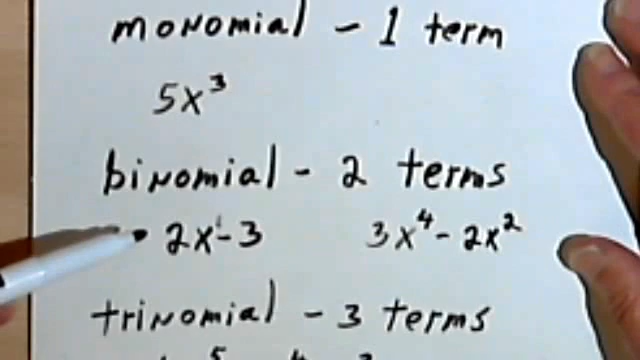 monomial - 1 term
5x³
binomial - 2 terms
2x¹-3 3x⁴-2x²
trinomial - 3 terms